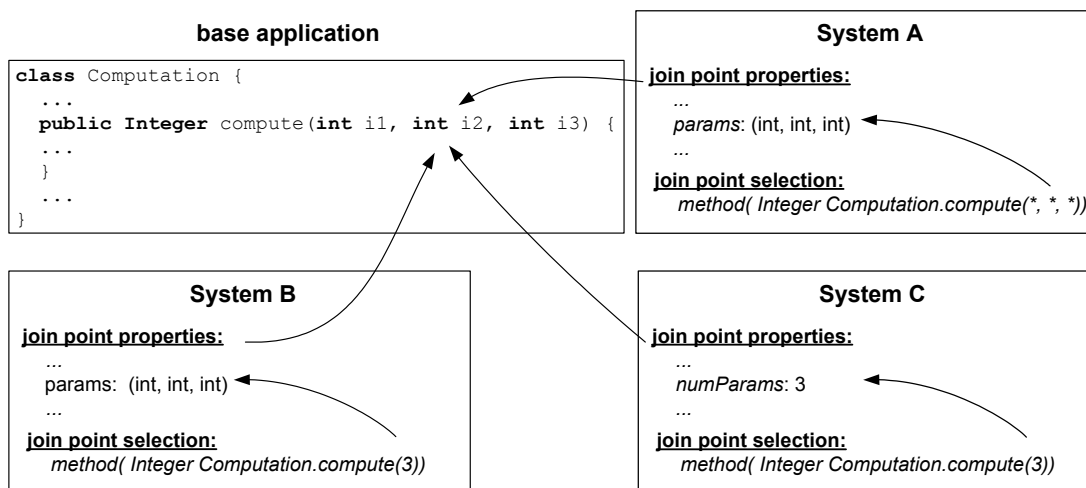 base application
class Computation {
...
public Integer compute(int i1, int i2, int i3) {
...
}
...
}
System A
join point properties:
...
params: (int, int, int)
...
join point selection:
method( Integer Computation.compute(*, *, *))
System B
join point properties:
...
params: (int, int, int)
...
join point selection:
method( Integer Computation.compute(3))
System C
join point properties:
...
numParams: 3
...
join point selection:
method( Integer Computation.compute(3))